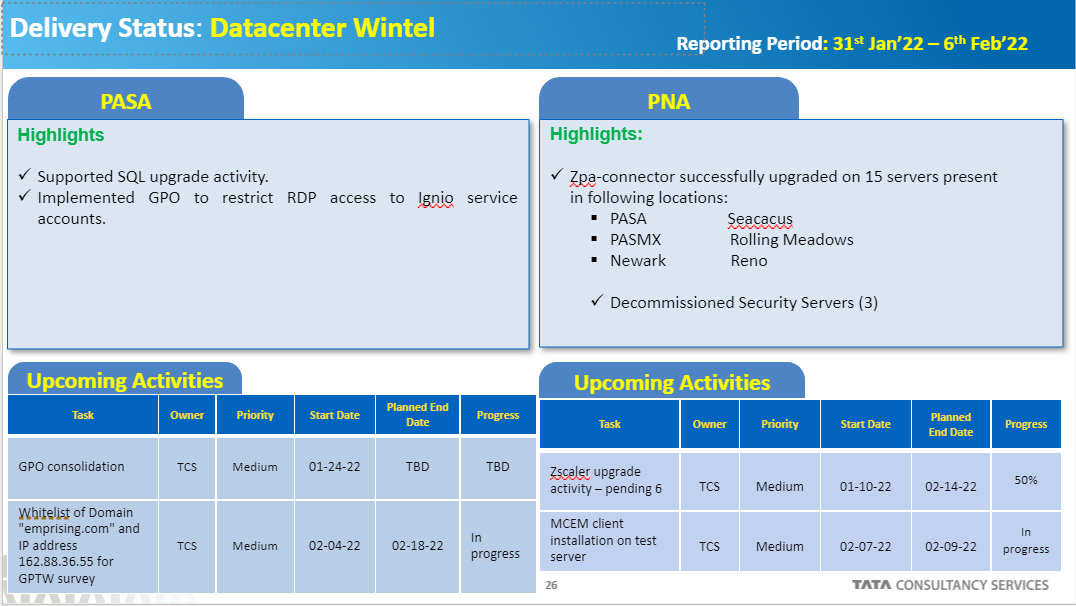 Delivery Status: Datacenter Wintel
Reporting Period: 31st Jan'22 – 6th Feb'22
PASA
Highlights
✓ Supported SQL upgrade activity.
✓ Implemented GPO to restrict RDP access to Ignio service
accounts.
PNA
Highlights:
✓ Zpa-connector successfully upgraded on 15 servers present
in following locations:
▪ PASA Seacacus
▪ PASMX Rolling Meadows
▪ Newark Reno
✓ Decommissioned Security Servers (3)
Upcoming Activities
Task Owner Priority Start Date Planned End
Date Progress
GPO consolidation TCS Medium 01-24-22 TBD TBD
Whitelist of Domain
"emprising.com" and
IP address
162.88.36.55 for
GPTW survey
TCS Medium 02-04-22 02-18-22 In
progress
Upcoming Activities
Task Owner Priority Start Date Planned
End Date Progress
Zscaler upgrade
activity – pending 6
TCS Medium 01-10-22 02-14-22 50%
MCEM client
installation on test
server
TCS Medium 02-07-22 02-09-22 In
progress
26
TATA CONSULTANCY SERVICES